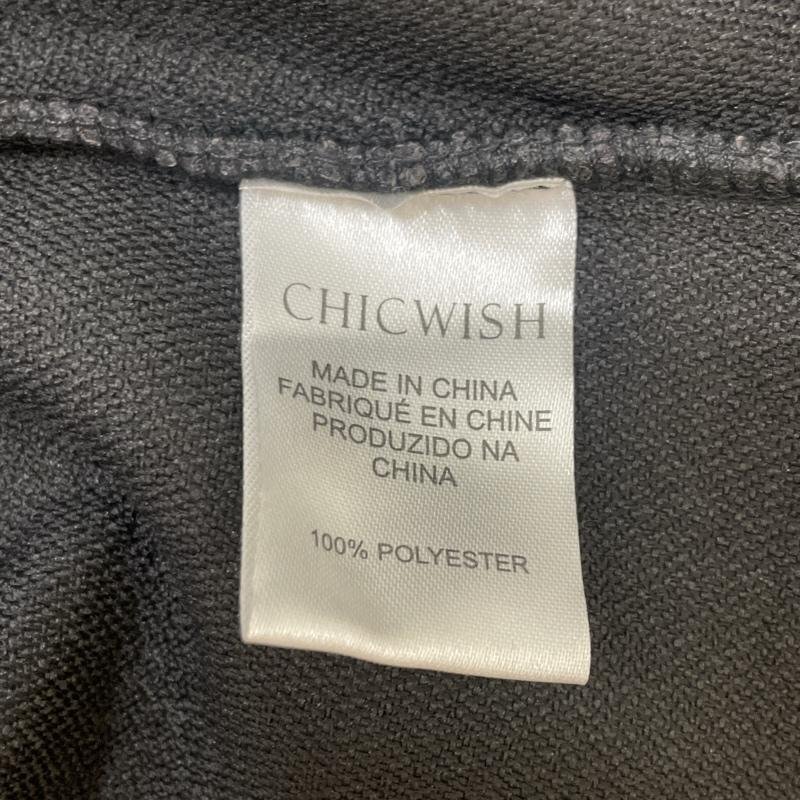 CHICWISH
MADE IN CHINA
FABRIQUÉ EN CHINE
PRODUZIDO NA
CHINA
100% POLYESTER